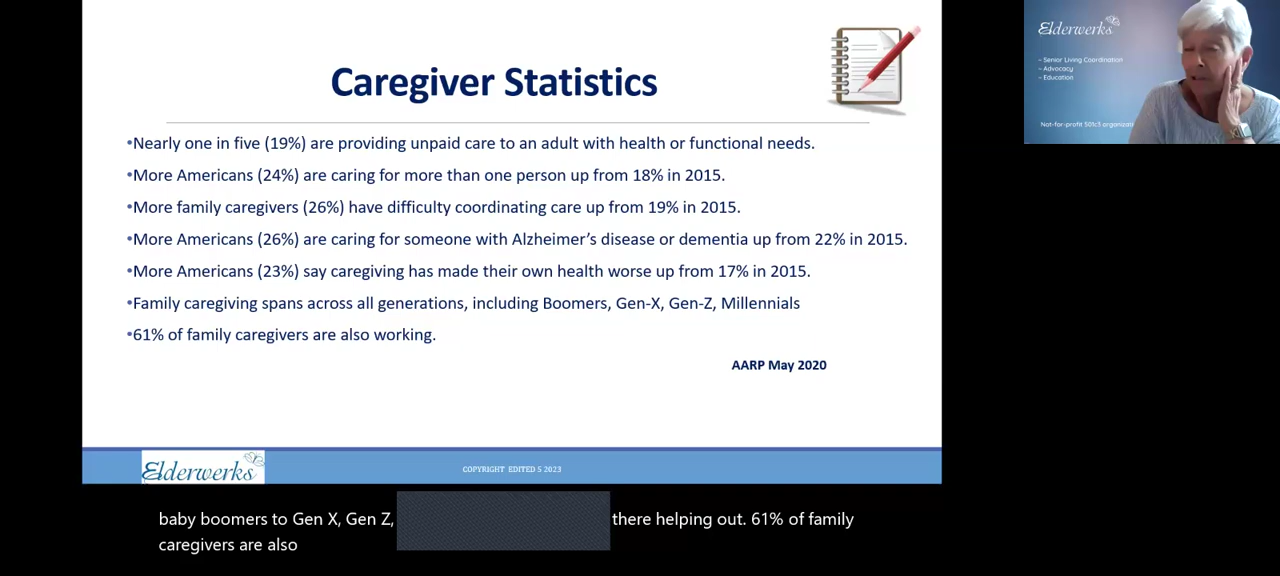 Caregiver Statistics
•Nearly one in five (19%) are providing unpaid care to an adult with health or functional needs.
•More Americans (24%) are caring for more than one person up from 18% in 2015.
•More family caregivers (26%) have difficulty coordinating care up from 19% in 2015.
•More Americans (26%) are caring for someone with Alzheimer's disease or dementia up from 22% in 2015.
•More Americans (23%) say caregiving has made their own health worse up from 17% in 2015.
•Family caregiving spans across all generations, including Boomers, Gen-X, Gen-Z, Millennials
•61% of family caregivers are also working.
AARP May 2020
Elderwerks
COPYRIGHT EDITED 5 2023
baby boomers to Gen X, Gen Z, there helping out. 61% of family
caregivers are also
Elderwerks
~ Senior Living Coordination
~ Advocacy
~ Education
Not-for-profit 501c3